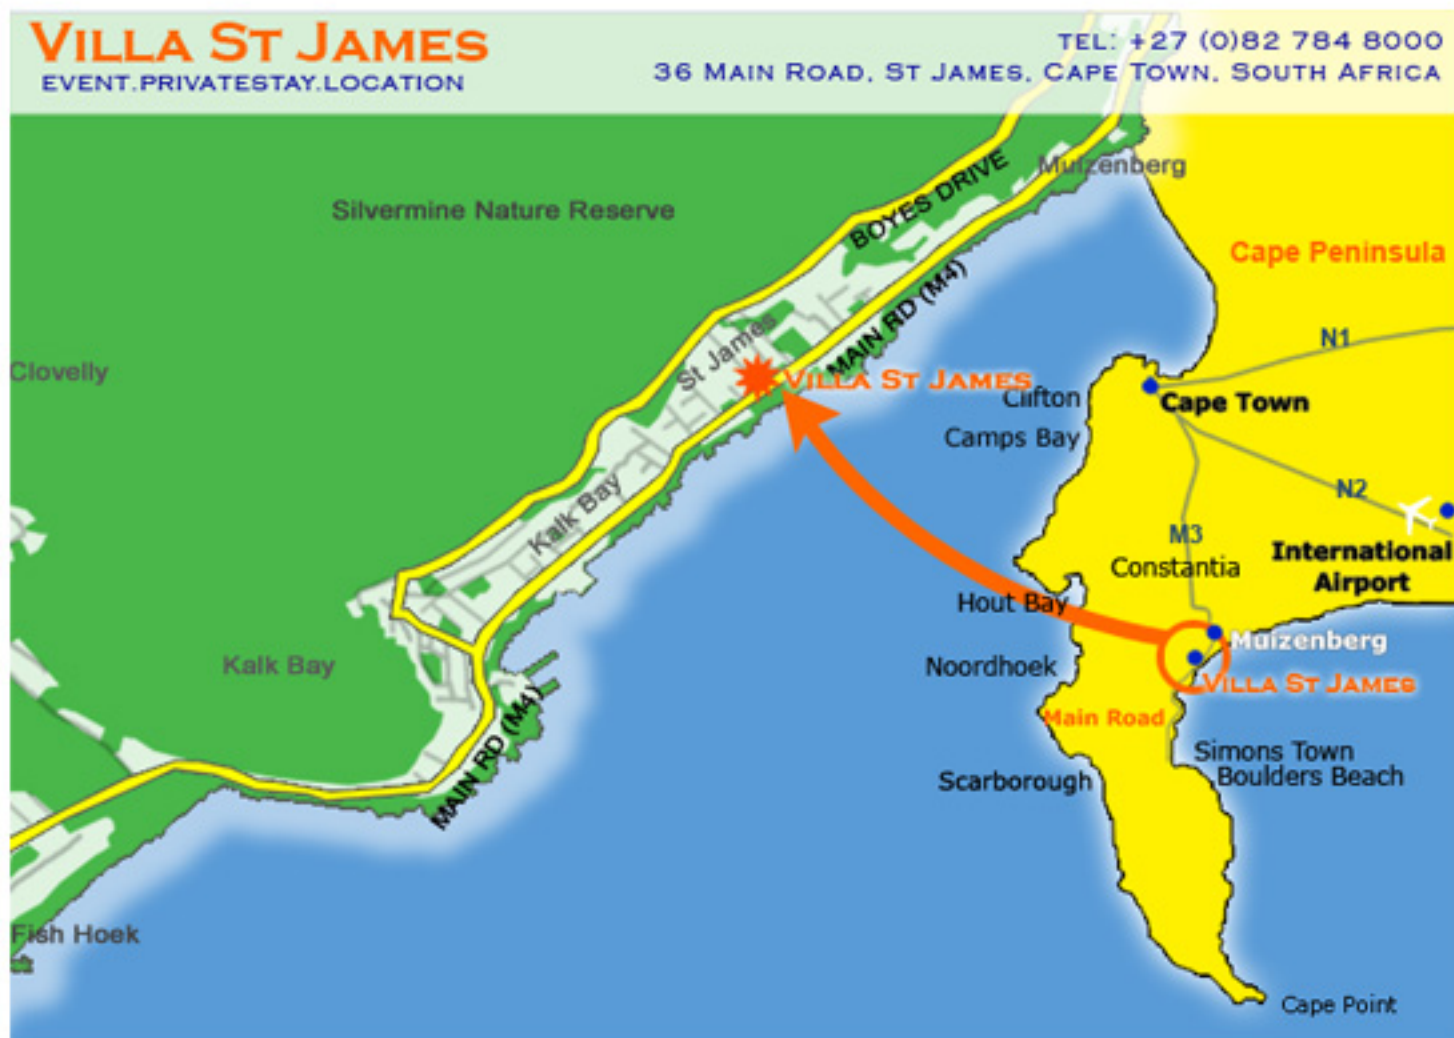 VILLA ST JAMES
EVENT.PRIVATESTAY.LOCATION
TEL: +27 (0)82 784 8000
36 MAIN ROAD, ST JAMES, CAPE TOWN, SOUTH AFRICA
Muizenberg
BOYES DRIVE
Silvermine Nature Reserve
Cape Peninsula
MAIN RD (M4)
N1
St James
Clovelly
VILLA ST JAMES
Clifton
Cape Town
Camps Bay
N2
Kalk Bay
M3
International
Airport
Constantia
Hout Bay
Muizenberg
Kalk Bay
Noordhoek
VILLA ST JAMES
Main Road
MAIN RD (M4)
Simons Town
Boulders Beach
Scarborough
Fish Hoek
Cape Point